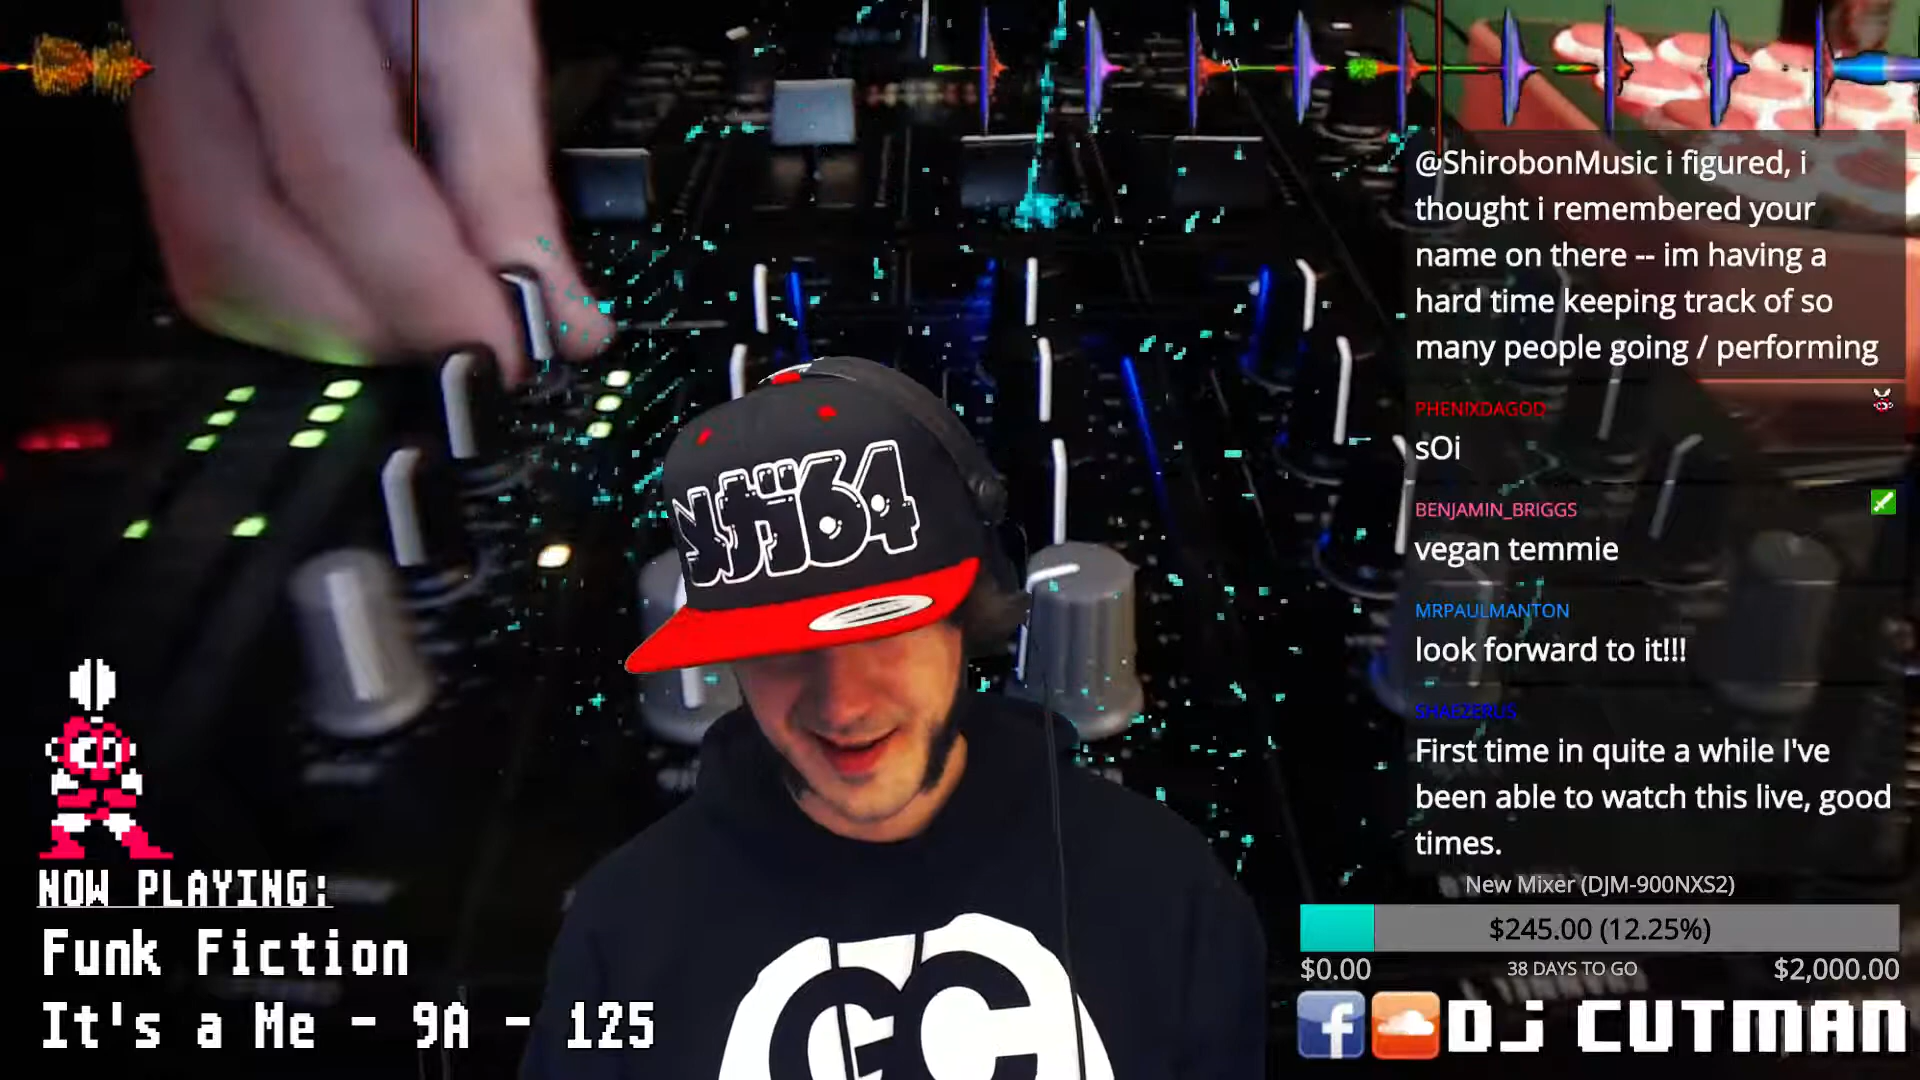 @ShirobonMusic i figured, i
thought i remembered your
name on there -- im having a
hard time keeping track of so
many people going / performing
PHENIXDAGOD
sOi
BENJAMIN_BRIGGS
vegan temmie
MRPAULMANTON
look forward to it!!!
SHAEZERUS
First time in quite a while I've
been able to watch this live, good
times.
New Mixer (DJM-900NXS2)
$245.00 (12.25%)
$0.00 38 DAYS TO GO $2,000.00
DJ CUTMAN
64
GC
NOW PLAYING:
Funk Fiction
It's a Me - 9A - 125